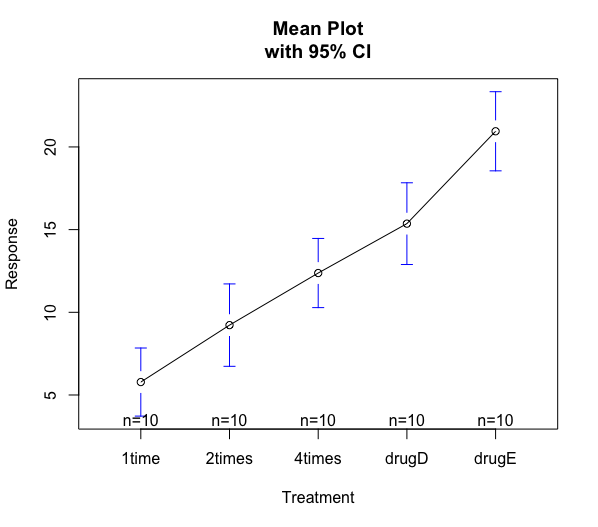 Mean Plot
with 95% CI
Response
20
15
10
5
n=10 n=10 n=10 n=10 n=10
1time 2times 4times drugD drugE
Treatment